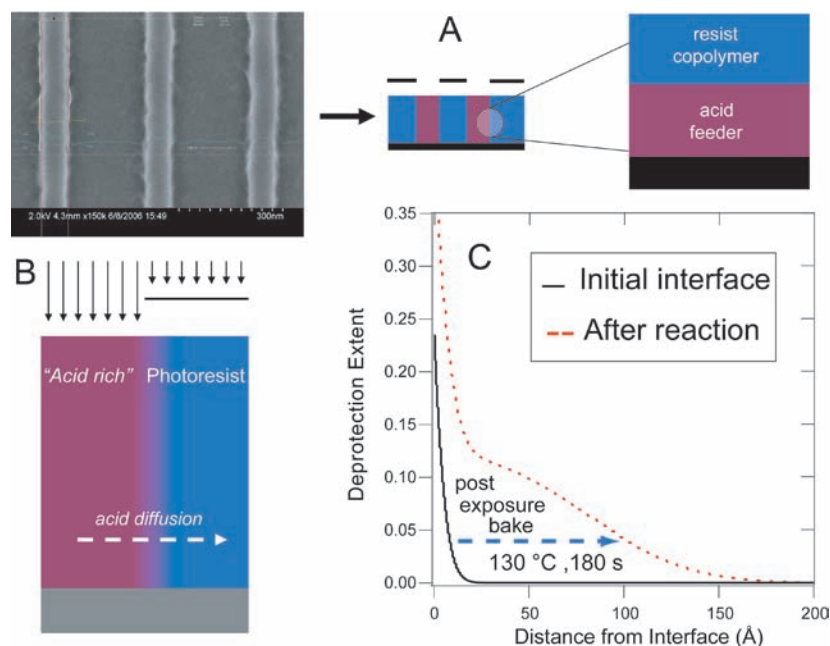 2.0kV 4.3mm x150k 6/6/2006 15:49
300nm
A
resist
copolymer
acid
feeder
B
"Acid rich"
Photoresist
acid diffusion
C
Initial interface
After reaction
post
exposure
bake
130 °C ,180 s
Deprotection Extent
0.35
0.30
0.25
0.20
0.15
0.10
0.05
0.00
0
50
100
150
200
Distance from Interface (Å)